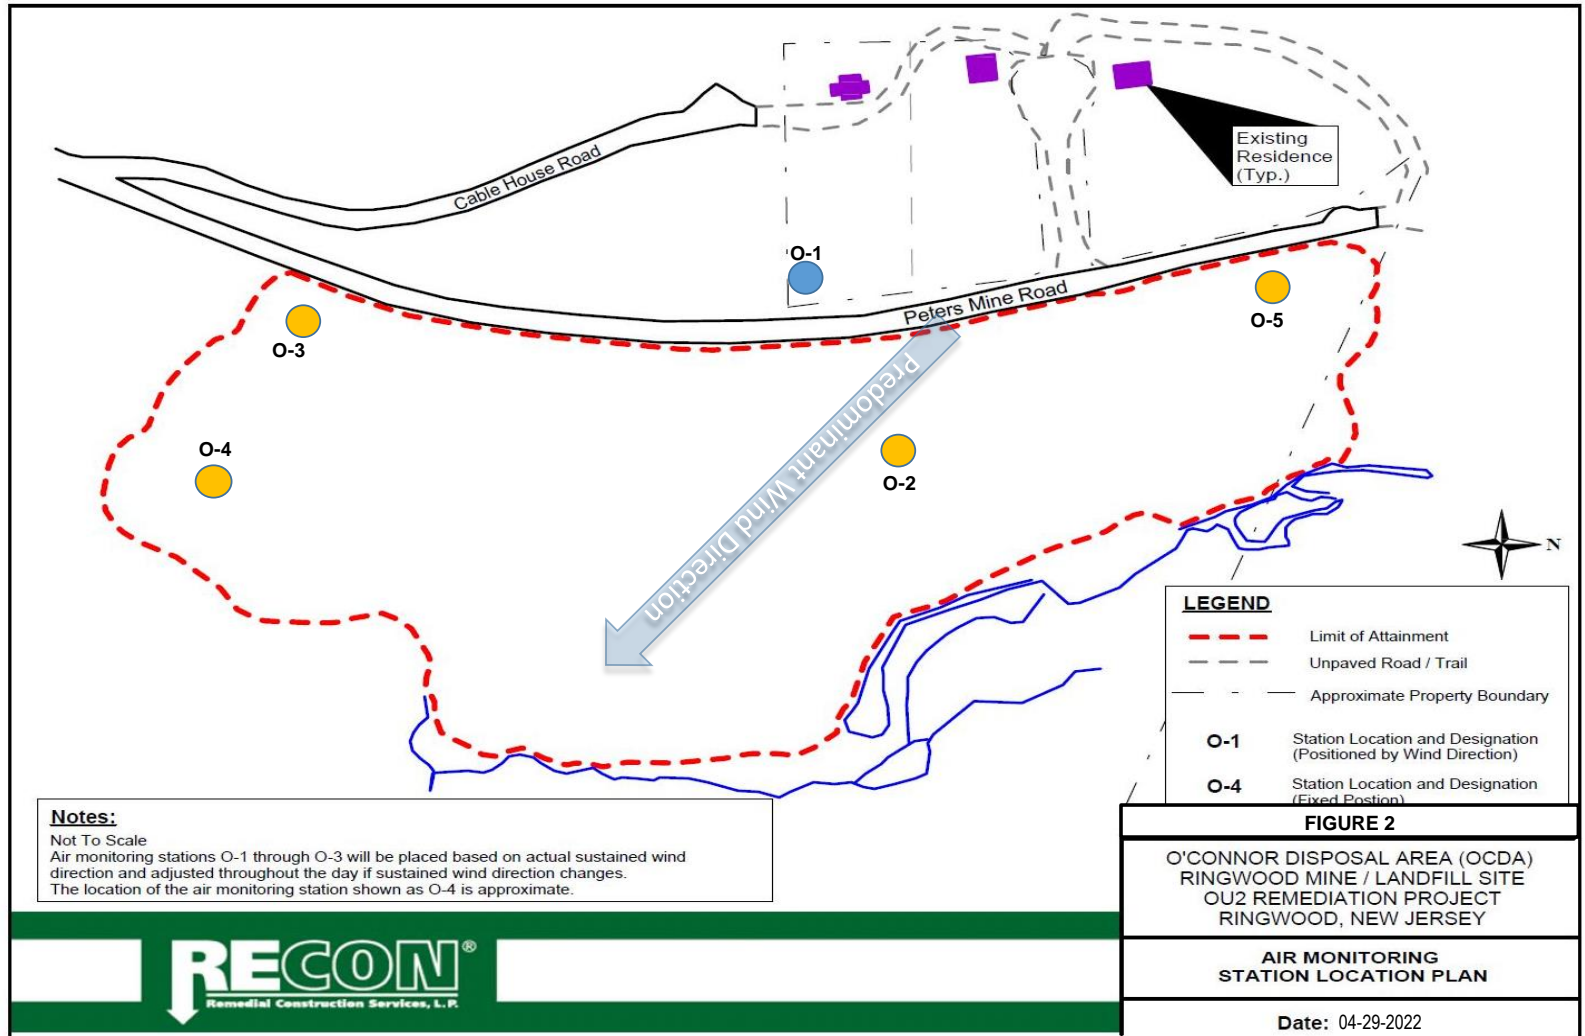 Cable House Road
Existing
Residence
(Typ.)
O-1
Peters Mine Road
O-3
O-5
Predominant Wind Direction
O-4
O-2
N
LEGEND
Limit of Attainment
Unpaved Road / Trail
Approximate Property Boundary
O-1 Station Location and Designation
(Positioned by Wind Direction)
O-4 Station Location and Designation
(Fixed Postion)
Notes:
Not To Scale
Air monitoring stations O-1 through O-3 will be placed based on actual sustained wind
direction and adjusted throughout the day if sustained wind direction changes.
The location of the air monitoring station shown as O-4 is approximate.
FIGURE 2
O'CONNOR DISPOSAL AREA (OCDA)
RINGWOOD MINE / LANDFILL SITE
OU2 REMEDIATION PROJECT
RINGWOOD, NEW JERSEY
AIR MONITORING
STATION LOCATION PLAN
Date: 04-29-2022
RECON®
Remedial Construction Services, L.P.